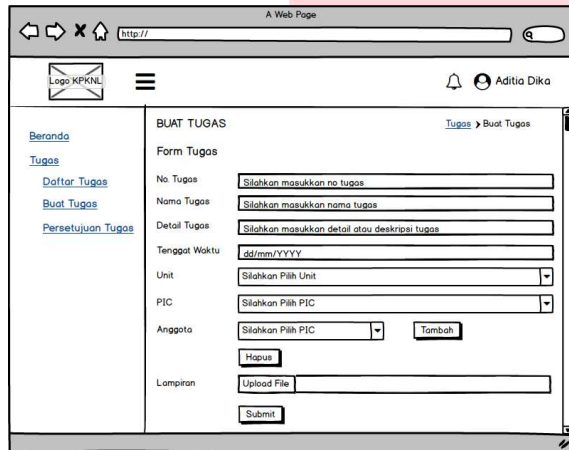 A Web Page
http://
Logo KPKNL
Aditia Dika
Beranda
Tugas
Daftar Tugas
Buat Tugas
Persetujuan Tugas
BUAT TUGAS
Tugas > Buat Tugas
Form Tugas
No. Tugas
Silahkan masukkan no tugas
Nama Tugas
Silahkan masukkan nama tugas
Detail Tugas
Silahkan masukkan detail atau deskripsi tugas
Tenggat Waktu
dd/mm/YYYY
Unit
Silahkan Pilih Unit
PIC
Silahkan Pilih PIC
Anggota
Silahkan Pilih PIC
Tambah
Hapus
Lampiran
Upload File
Submit